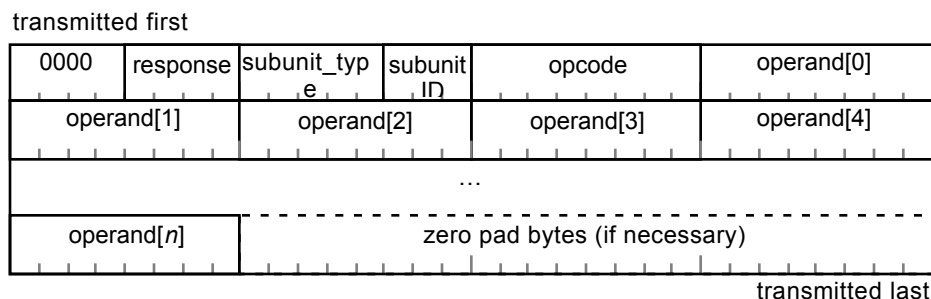 transmitted first
0000 response subunit_typ subunit opcode operand[0]
e ID
operand[1] operand[2] operand[3] operand[4]
…
operand[n] zero pad bytes (if necessary)
transmitted last